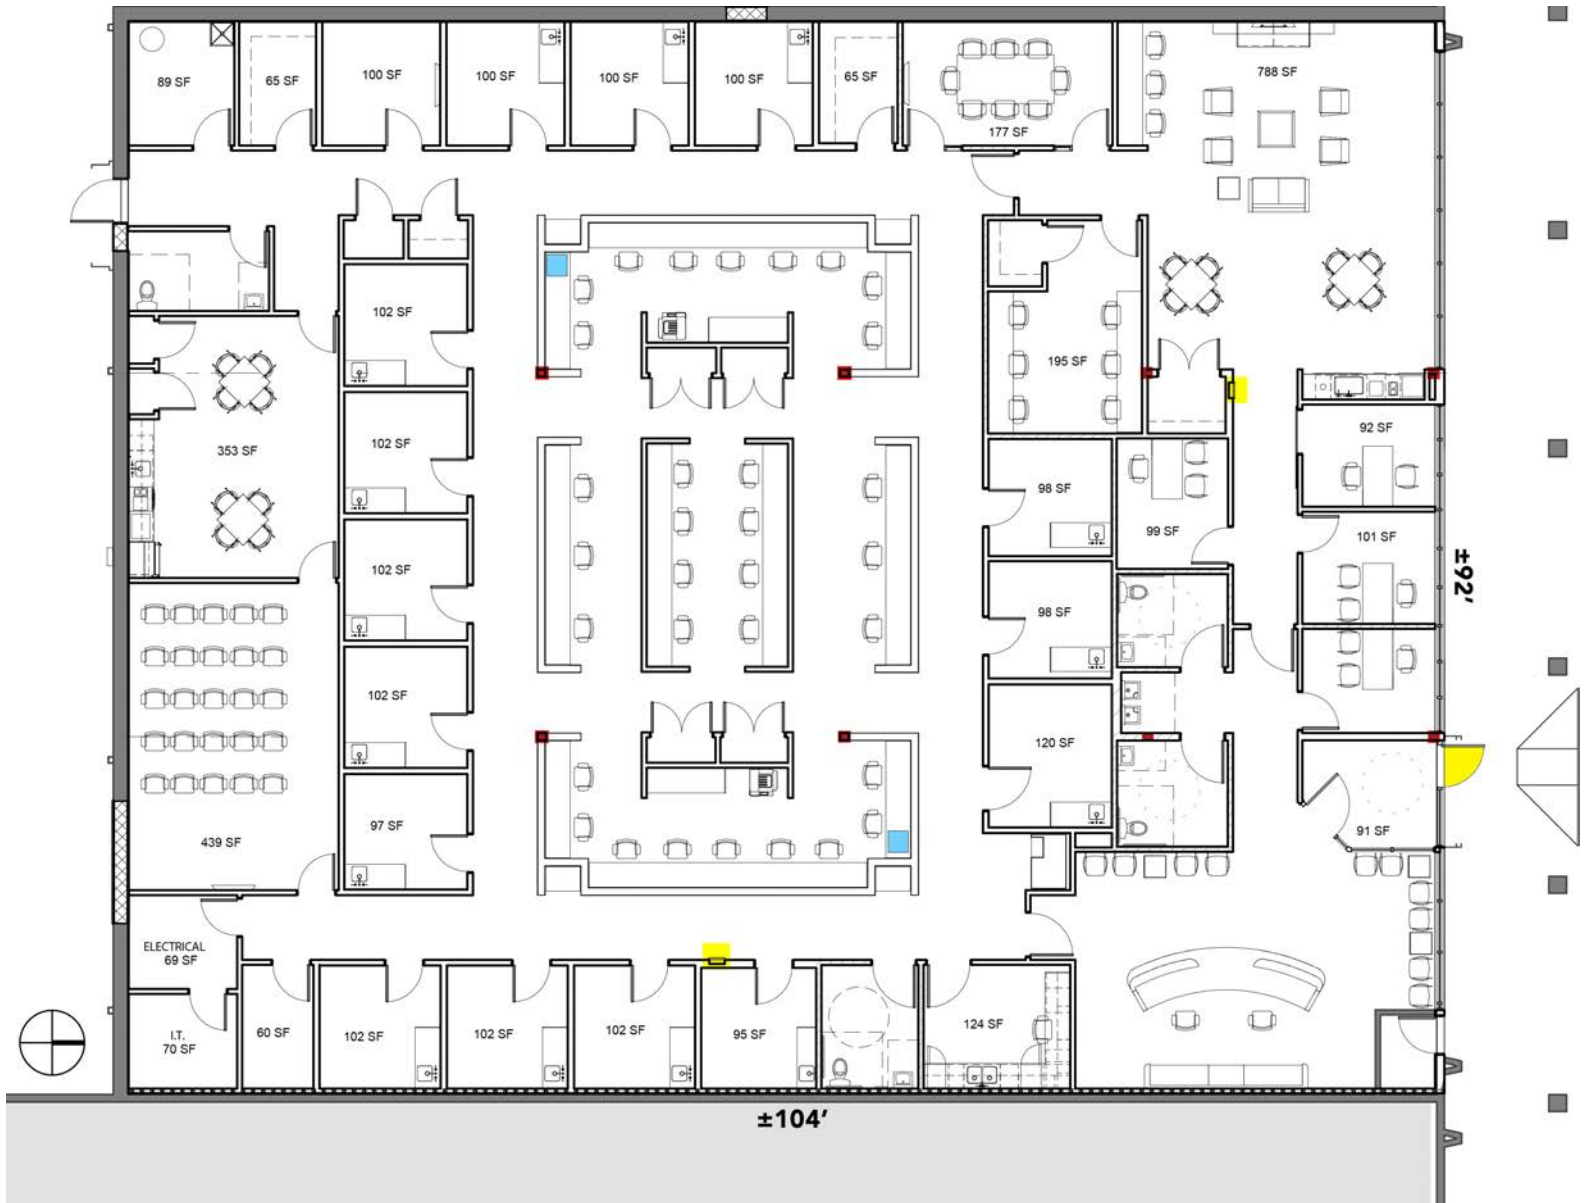 89 SF
65 SF
100 SF
100 SF
100 SF
100 SF
65 SF
177 SF
788 SF
102 SF
195 SF
353 SF
102 SF
98 SF
99 SF
92 SF
101 SF
102 SF
98 SF
±92'
102 SF
120 SF
97 SF
439 SF
91 SF
ELECTRICAL
69 SF
I.T.
70 SF
60 SF
102 SF
102 SF
102 SF
95 SF
124 SF
±104'